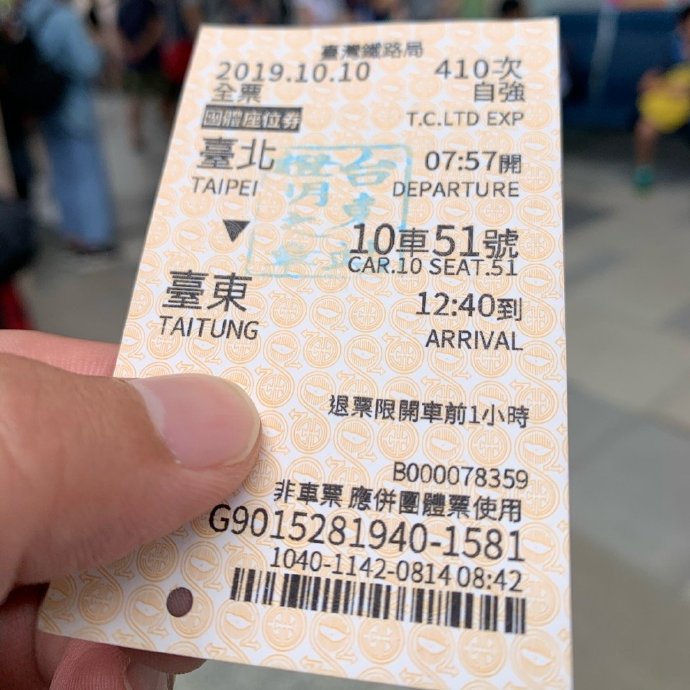 臺灣鐵路局
2019.10.10 410次
全票 自強
團體座位券 T.C.LTD EXP
臺北 07:57開
TAIPEI DEPARTURE
10車51號
CAR.10 SEAT.51
臺東 12:40到
TAITUNG ARRIVAL
退票限開車前1小時
B000078359
非車票 應併團體票使用
G9015281940-1581
1040-1142-0814 08:42